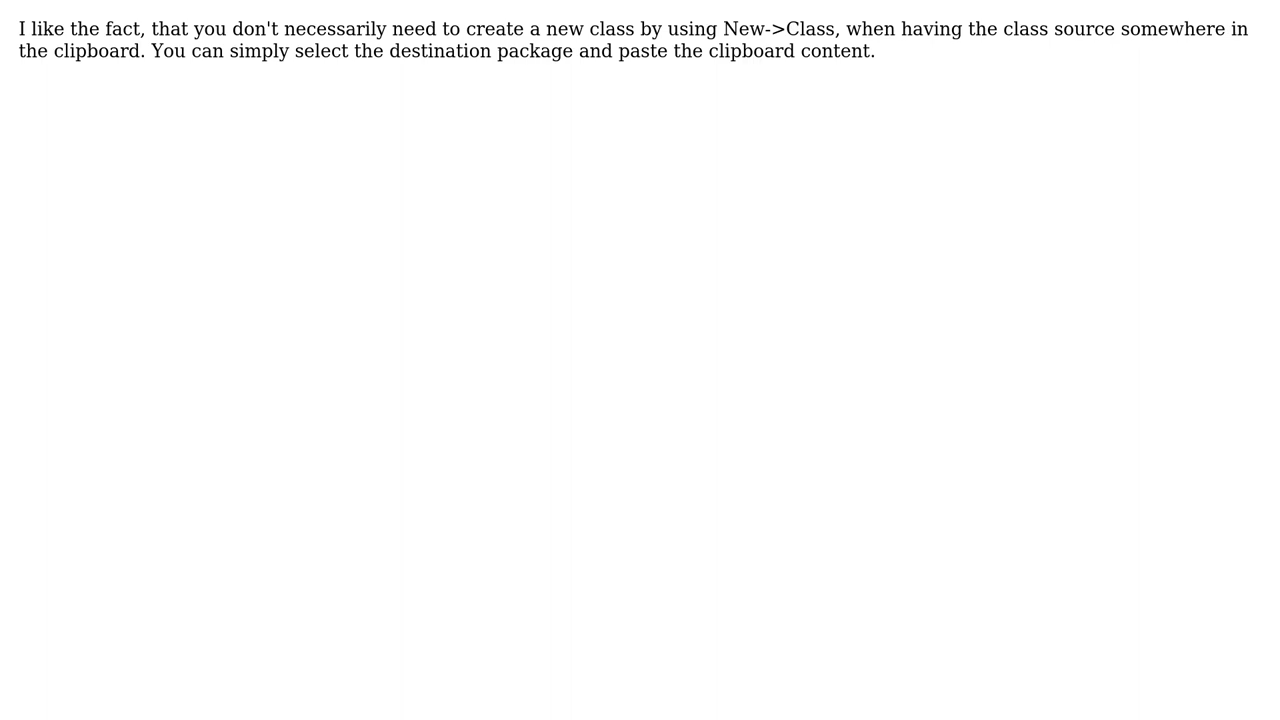 I like the fact, that you don't necessarily need to create a new class by using New->Class, when having the class source somewhere in
the clipboard. You can simply select the destination package and paste the clipboard content.